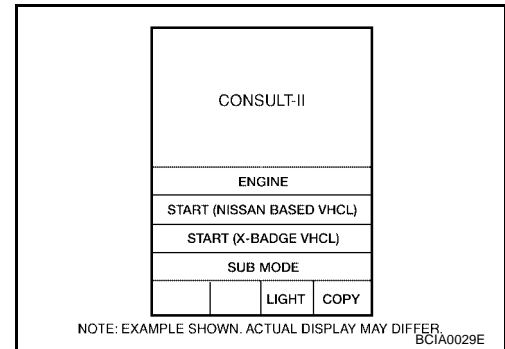 CONSULT-II
ENGINE
START (NISSAN BASED VHCL)
START (X-BADGE VHCL)
SUB MODE
LIGHT COPY
NOTE: EXAMPLE SHOWN. ACTUAL DISPLAY MAY DIFFER.
BCIA0029E